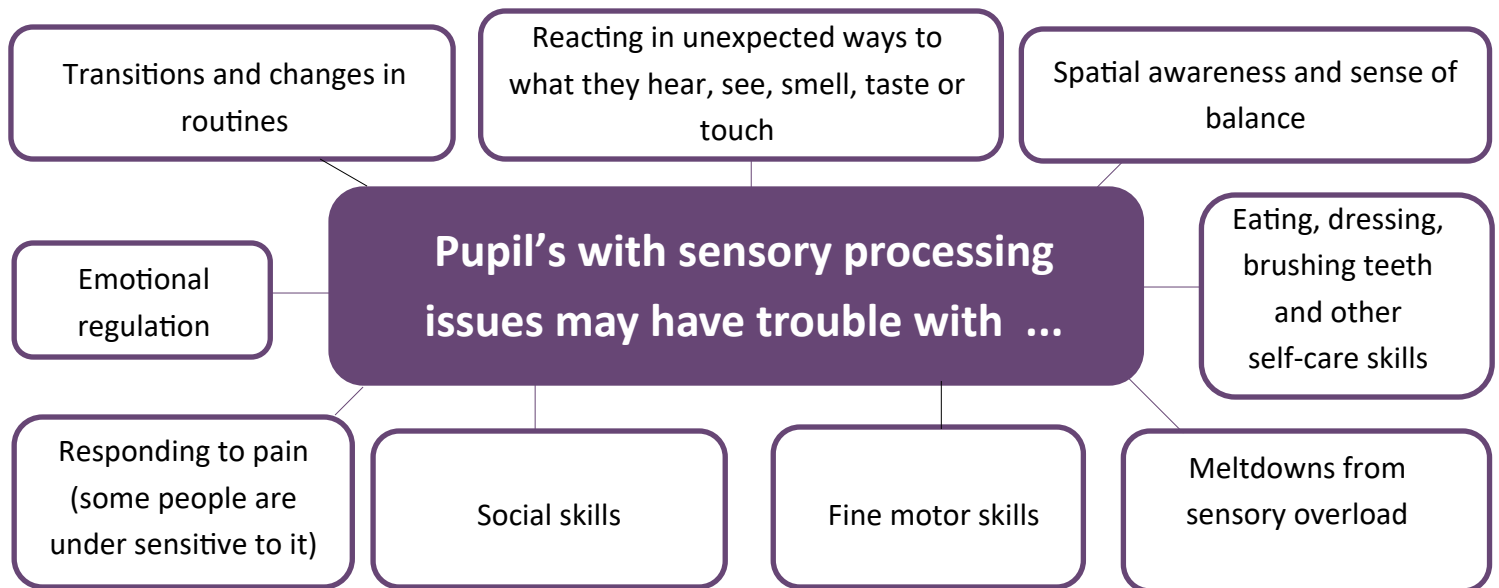 Transitions and changes in
routines
Reacting in unexpected ways to
what they hear, see, smell, taste or
touch
Spatial awareness and sense of
balance
Emotional
regulation
Pupil’s with sensory processing
issues may have trouble with ...
Eating, dressing,
brushing teeth
and other
self-care skills
Responding to pain
(some people are
under sensitive to it)
Social skills
Fine motor skills
Meltdowns from
sensory overload